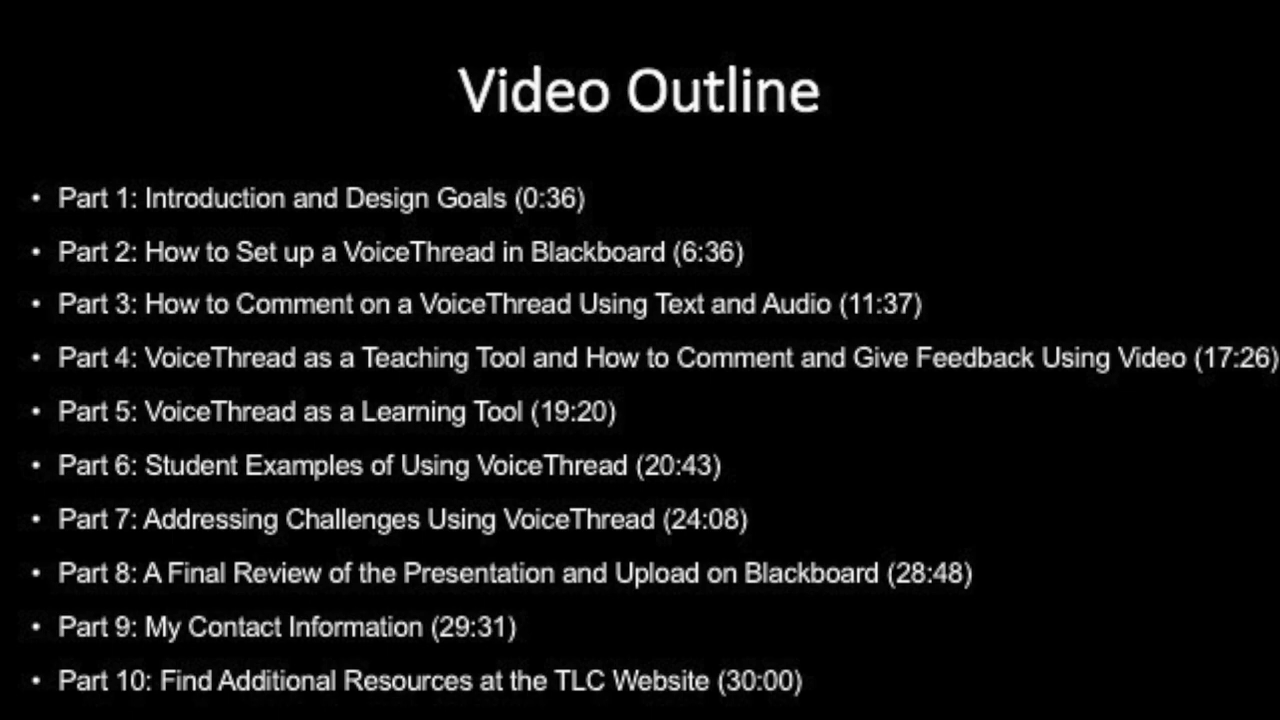 Video Outline
• Part 1: Introduction and Design Goals (0:36)
• Part 2: How to Set up a VoiceThread in Blackboard (6:36)
• Part 3: How to Comment on a VoiceThread Using Text and Audio (11:37)
• Part 4: VoiceThread as a Teaching Tool and How to Comment and Give Feedback Using Video (17:26)
• Part 5: VoiceThread as a Learning Tool (19:20)
• Part 6: Student Examples of Using VoiceThread (20:43)
• Part 7: Addressing Challenges Using VoiceThread (24:08)
• Part 8: A Final Review of the Presentation and Upload on Blackboard (28:48)
• Part 9: My Contact Information (29:31)
• Part 10: Find Additional Resources at the TLC Website (30:00)